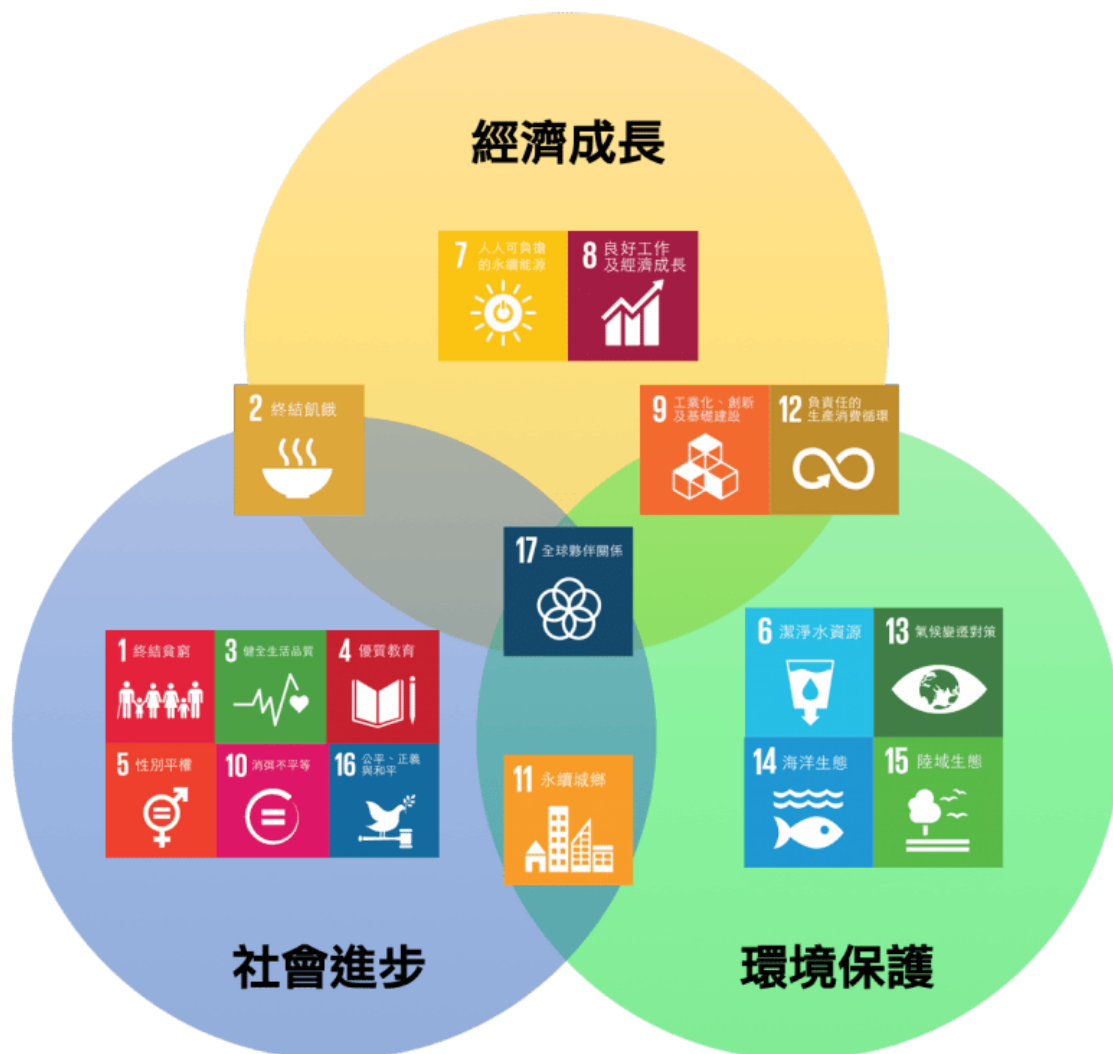 經濟成長
7 人人可負擔
的永續能源
8 良好工作
及經濟成長
2 終結飢餓
9 工業化、創新
及基礎建設
12 負責任的
生產消費循環
17 全球夥伴關係
1 終結貧窮
3 健全生活品質
4 優質教育
5 性別平權
10 消弭不平等
16 公平、正義
與和平
11 永續城鄉
6 潔淨水資源
13 氣候變遷對策
14 海洋生態
15 陸域生態
社會進步
環境保護